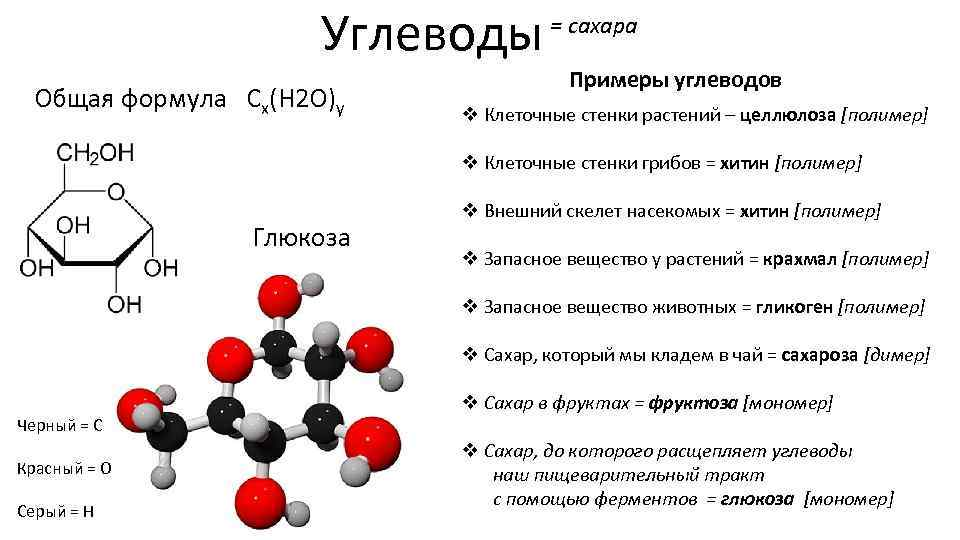 Углеводы = сахара
Общая формула Cx(H2O)y
CH2OH
O
OH
OH
OH
OH
Глюкоза
Черный = C
Красный = O
Серый = H
Примеры углеводов
❖ Клеточные стенки растений – целлюлоза [полимер]
❖ Клеточные стенки грибов = хитин [полимер]
❖ Внешний скелет насекомых = хитин [полимер]
❖ Запасное вещество у растений = крахмал [полимер]
❖ Запасное вещество животных = гликоген [полимер]
❖ Сахар, который мы кладем в чай = сахароза [димер]
❖ Сахар в фруктах = фруктоза [мономер]
❖ Сахар, до которого расщепляет углеводы
наш пищеварительный тракт
с помощью ферментов = глюкоза [мономер]